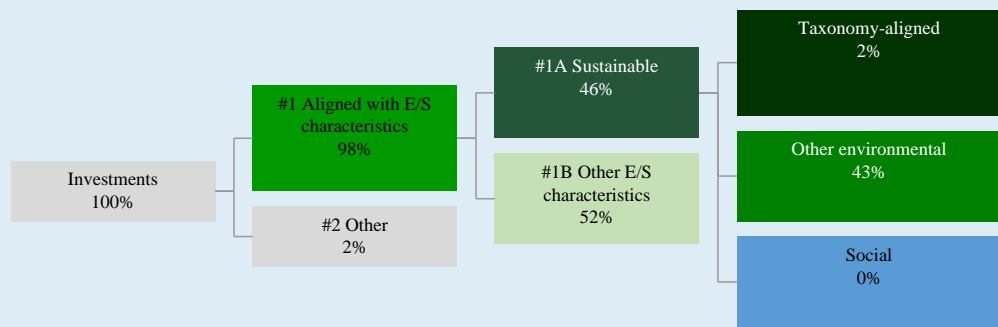 Investments
100%
#1 Aligned with E/S
characteristics
98%
#2 Other
2%
#1A Sustainable
46%
#1B Other E/S
characteristics
52%
Taxonomy-aligned
2%
Other environmental
43%
Social
0%